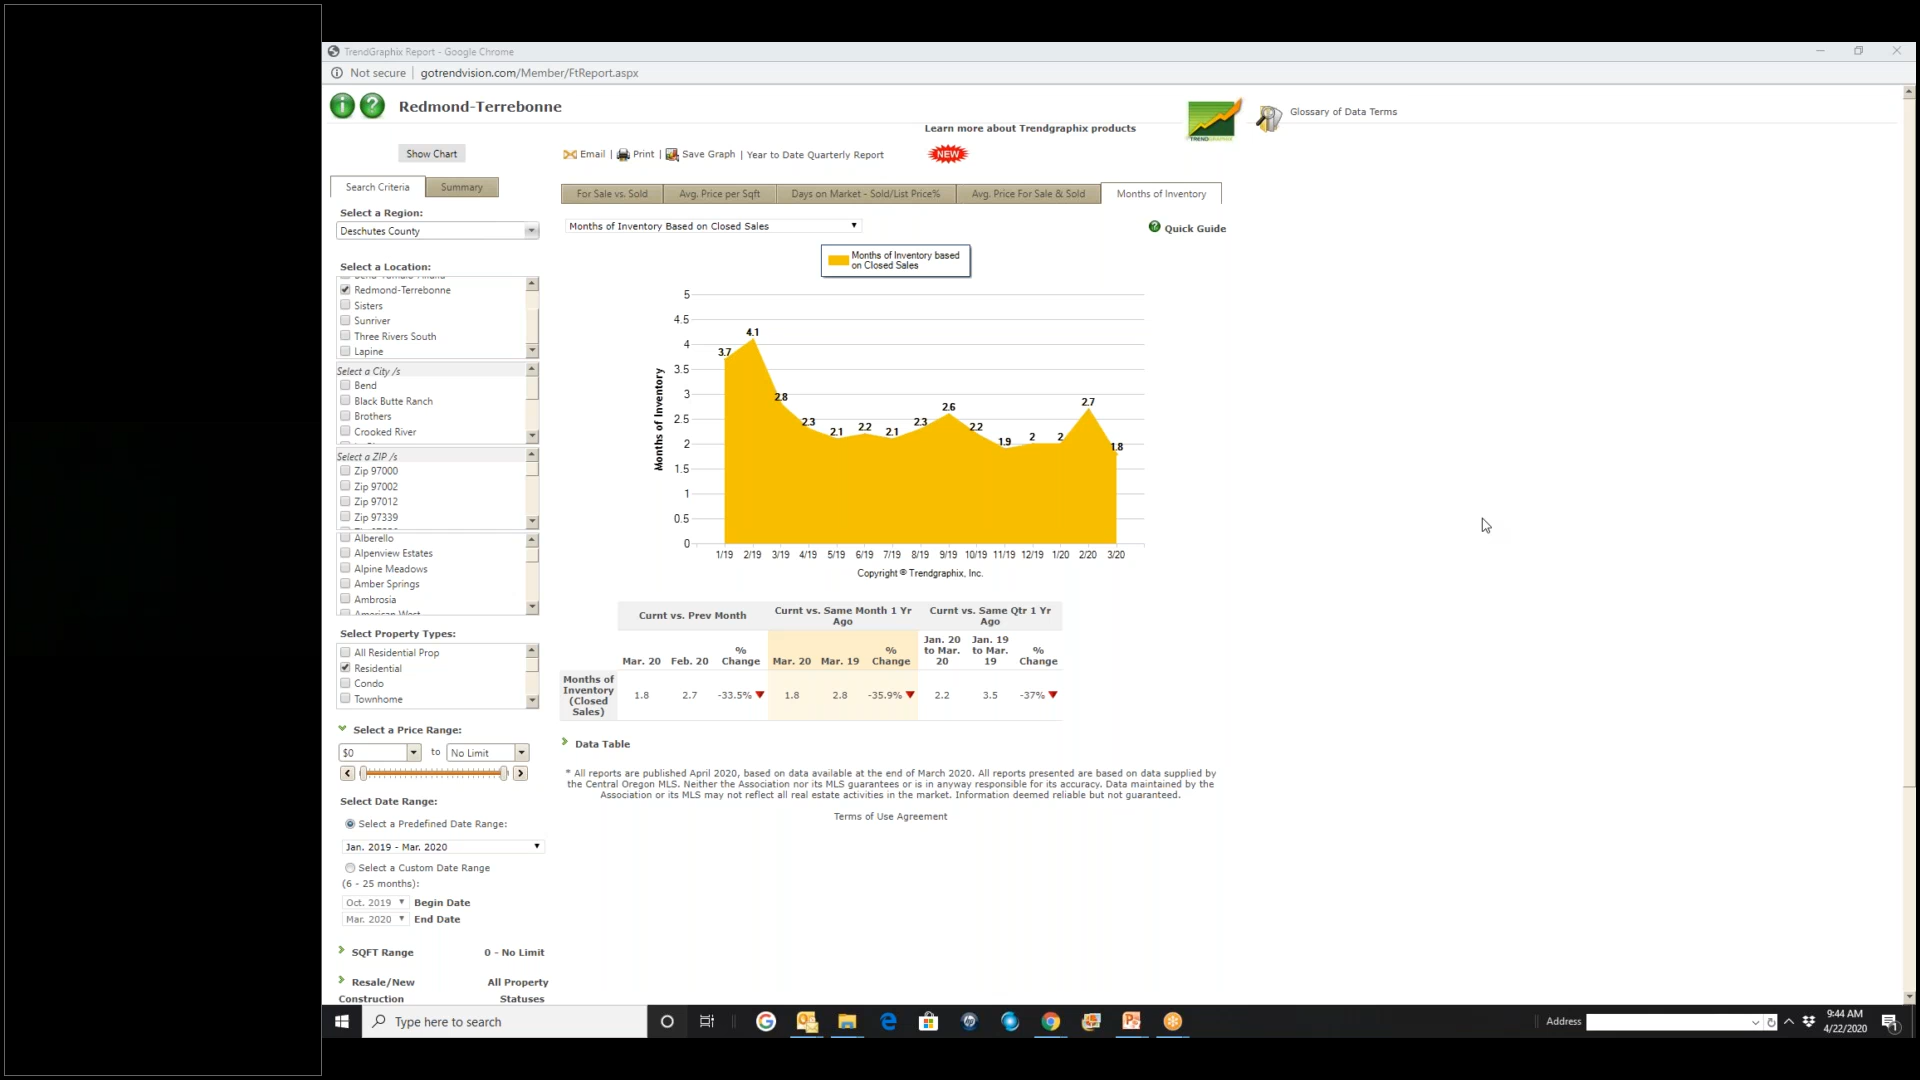 TrendGraphix Report - Google Chrome
Not secure | gotrendvision.com/Member/FtReport.aspx
Redmond-Terrebonne
Learn more about Trendgraphix products
NEW
TRENDGRAPHIX
Glossary of Data Terms
Show Chart
Email | Print | Save Graph | Year to Date Quarterly Report
Search Criteria
Summary
For Sale vs. Sold
Avg. Price per Sqft
Days on Market - Sold/List Price%
Avg. Price For Sale & Sold
Months of Inventory
Select a Region:
Deschutes County
Select a Location:
Redmond-Terrebonne
Sisters
Sunriver
Three Rivers South
Lapine
Select a City /s
Bend
Black Butte Ranch
Brothers
Crooked River
Select a ZIP /s
Zip 97000
Zip 97002
Zip 97012
Zip 97339
Alberello
Alpenview Estates
Alpine Meadows
Amber Springs
Ambrosia
American West
Select Property Types:
All Residential Prop
Residential
Condo
Townhome
Select a Price Range:
$0 to No Limit
Select Date Range:
Select a Predefined Date Range:
Jan. 2019 - Mar. 2020
Select a Custom Date Range
(6 - 25 months):
Oct. 2019 Begin Date
Mar. 2020 End Date
SQFT Range 0 - No Limit
Resale/New All Property
Construction Statuses
Months of Inventory Based on Closed Sales
Quick Guide
Months of Inventory based
on Closed Sales
Months of Inventory
5
4.5
4
3.5
3
2.5
2
1.5
1
0.5
0
3.7 4.1 2.8 2.3 2.1 2.2 2.1 2.3 2.6 2.2 1.9 2 2 2.7 1.8
1/19 2/19 3/19 4/19 5/19 6/19 7/19 8/19 9/19 10/19 11/19 12/19 1/20 2/20 3/20
Copyright ® Trendgraphix, Inc.
Curnt vs. Prev Month
Curnt vs. Same Month 1 Yr
Ago
Curnt vs. Same Qtr 1 Yr
Ago
Mar. 20 Feb. 20 % Change Mar. 20 Mar. 19 % Change Jan. 20 to Mar. 20 Jan. 19 to Mar. 19 % Change
Months of
Inventory
(Closed
Sales)
1.8 2.7 -33.5% 1.8 2.8 -35.9% 2.2 3.5 -37%
Data Table
* All reports are published April 2020, based on data available at the end of March 2020. All reports presented are based on data supplied by
the Central Oregon MLS. Neither the Association nor its MLS guarantees or is in anyway responsible for its accuracy. Data maintained by the
Association or its MLS may not reflect all real estate activities in the market. Information deemed reliable but not guaranteed.
Terms of Use Agreement
Type here to search
Address
9:44 AM
4/22/2020
1